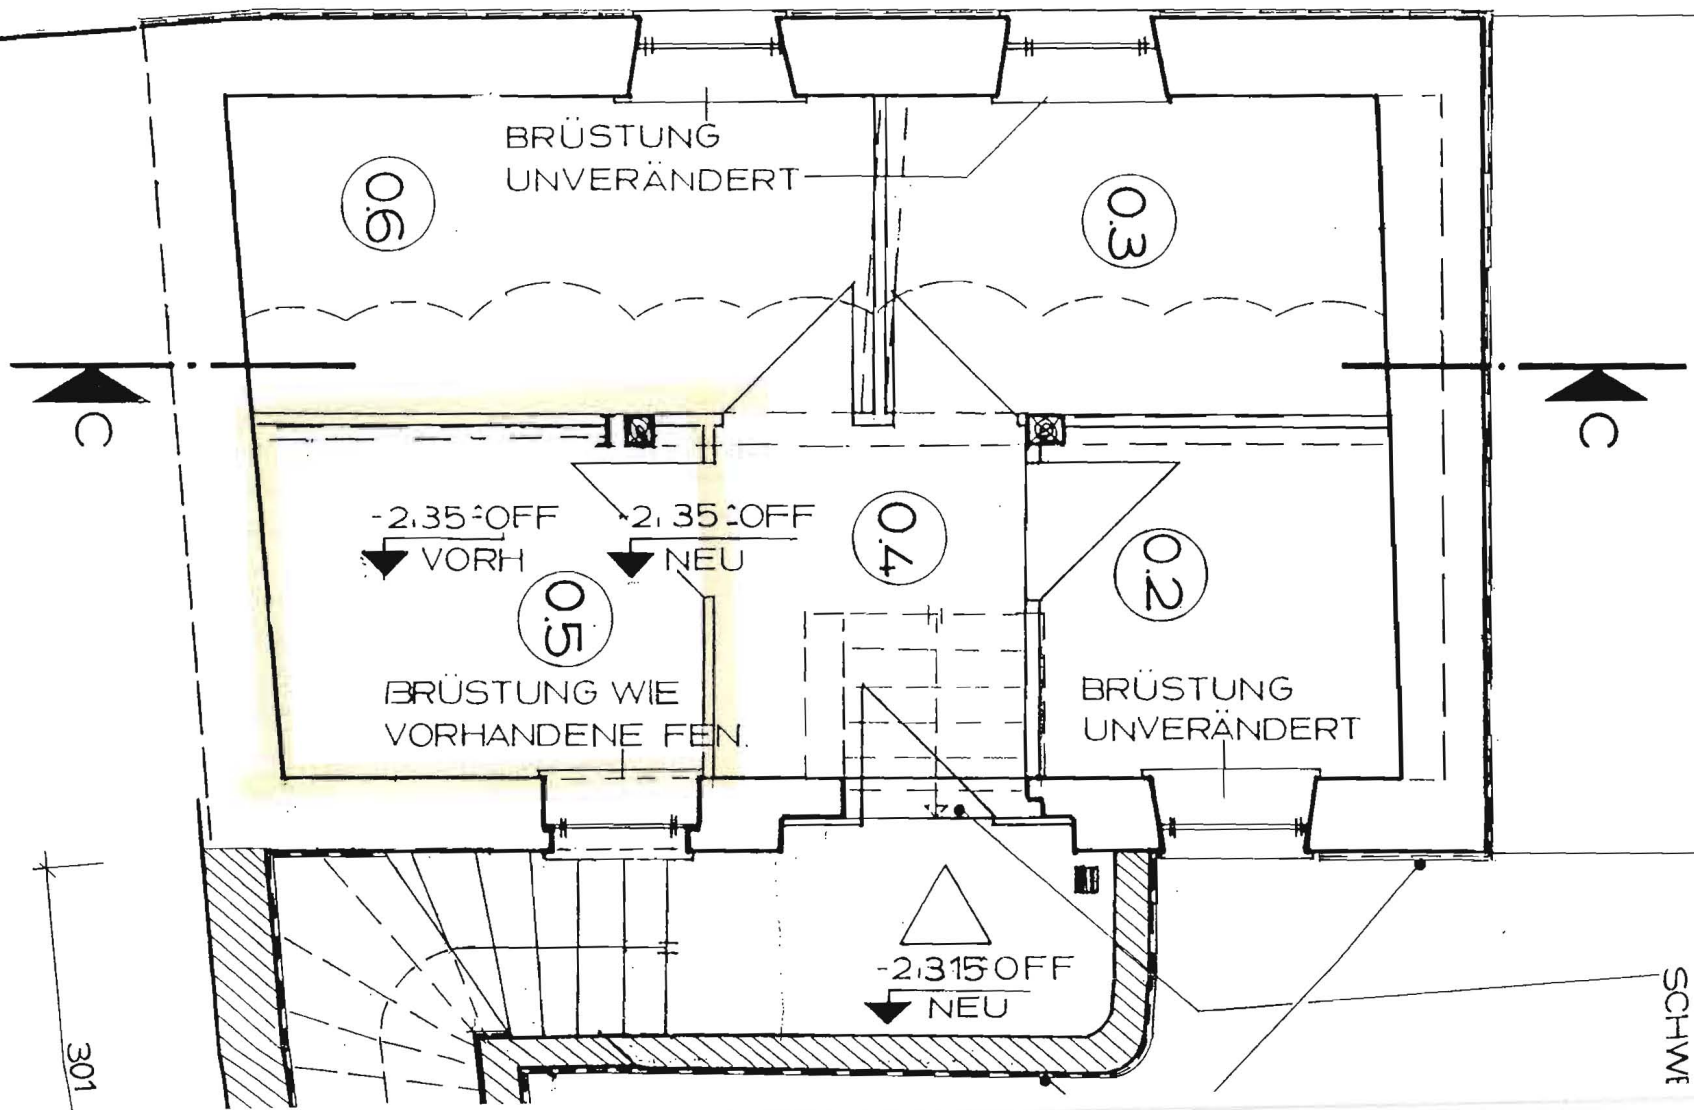 BRÜSTUNG
UNVERÄNDERT
0.6
0.3
C
C
-2.35 OFF
VORH
-2.35 OFF
NEU
0.4
0.2
0.5
BRÜSTUNG WIE
VORHANDENE FEN.
BRÜSTUNG
UNVERÄNDERT
-2.315 OFF
NEU
301